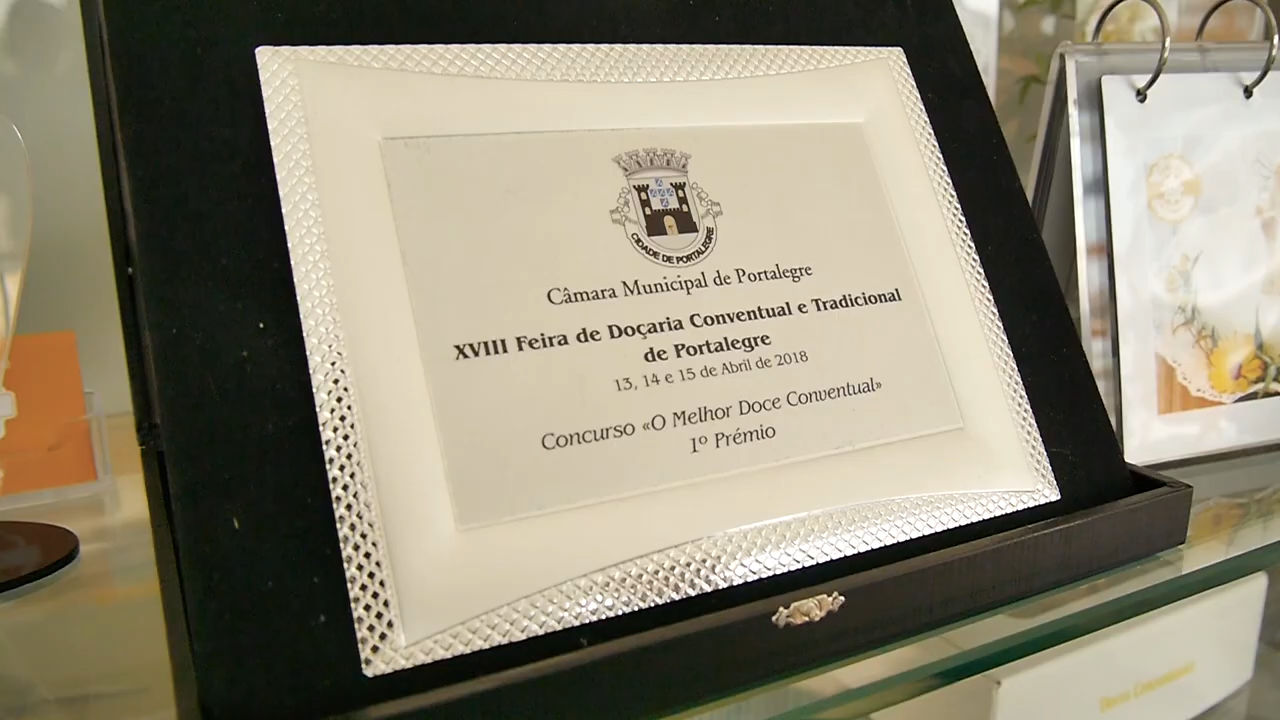 CIDADE DE PORTALEGRE
Câmara Municipal de Portalegre
XVIII Feira de Doçaria Conventual e Tradicional
de Portalegre
13, 14 e 15 de Abril de 2018
Concurso «O Melhor Doce Conventual»
1º Prémio